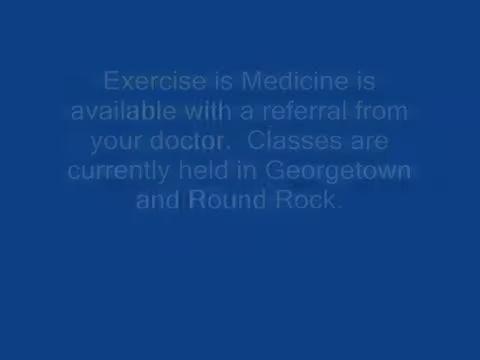 Exercise is Medicine is
available with a referral from
your doctor.  Classes are
currently held in Georgetown
and Round Rock.